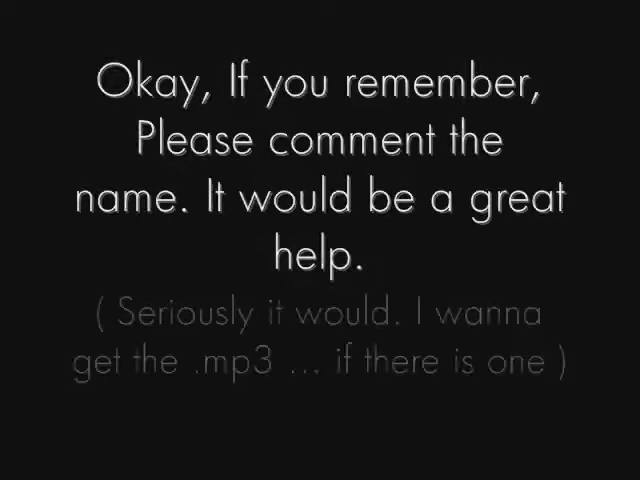 Okay, If you remember,
Please comment the
name. It would be a great
help.
( Seriously it would. I wanna
get the .mp3 ... if there is one )